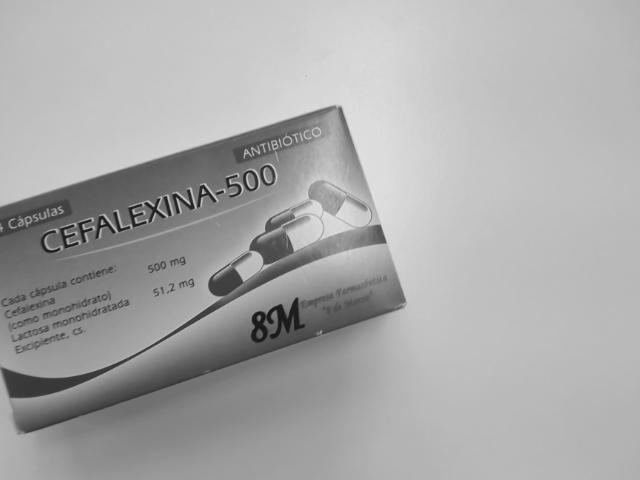 ANTIBIÓTICO
4 Cápsulas
CEFALEXINA-500
Cada cápsula contiene:
Cefalexina 500 mg
(como monohidrato)
Lactosa monohidratada 51,2 mg
Excipiente, cs.
8M
Empresa Farmacéutica
"8 de Marzo"